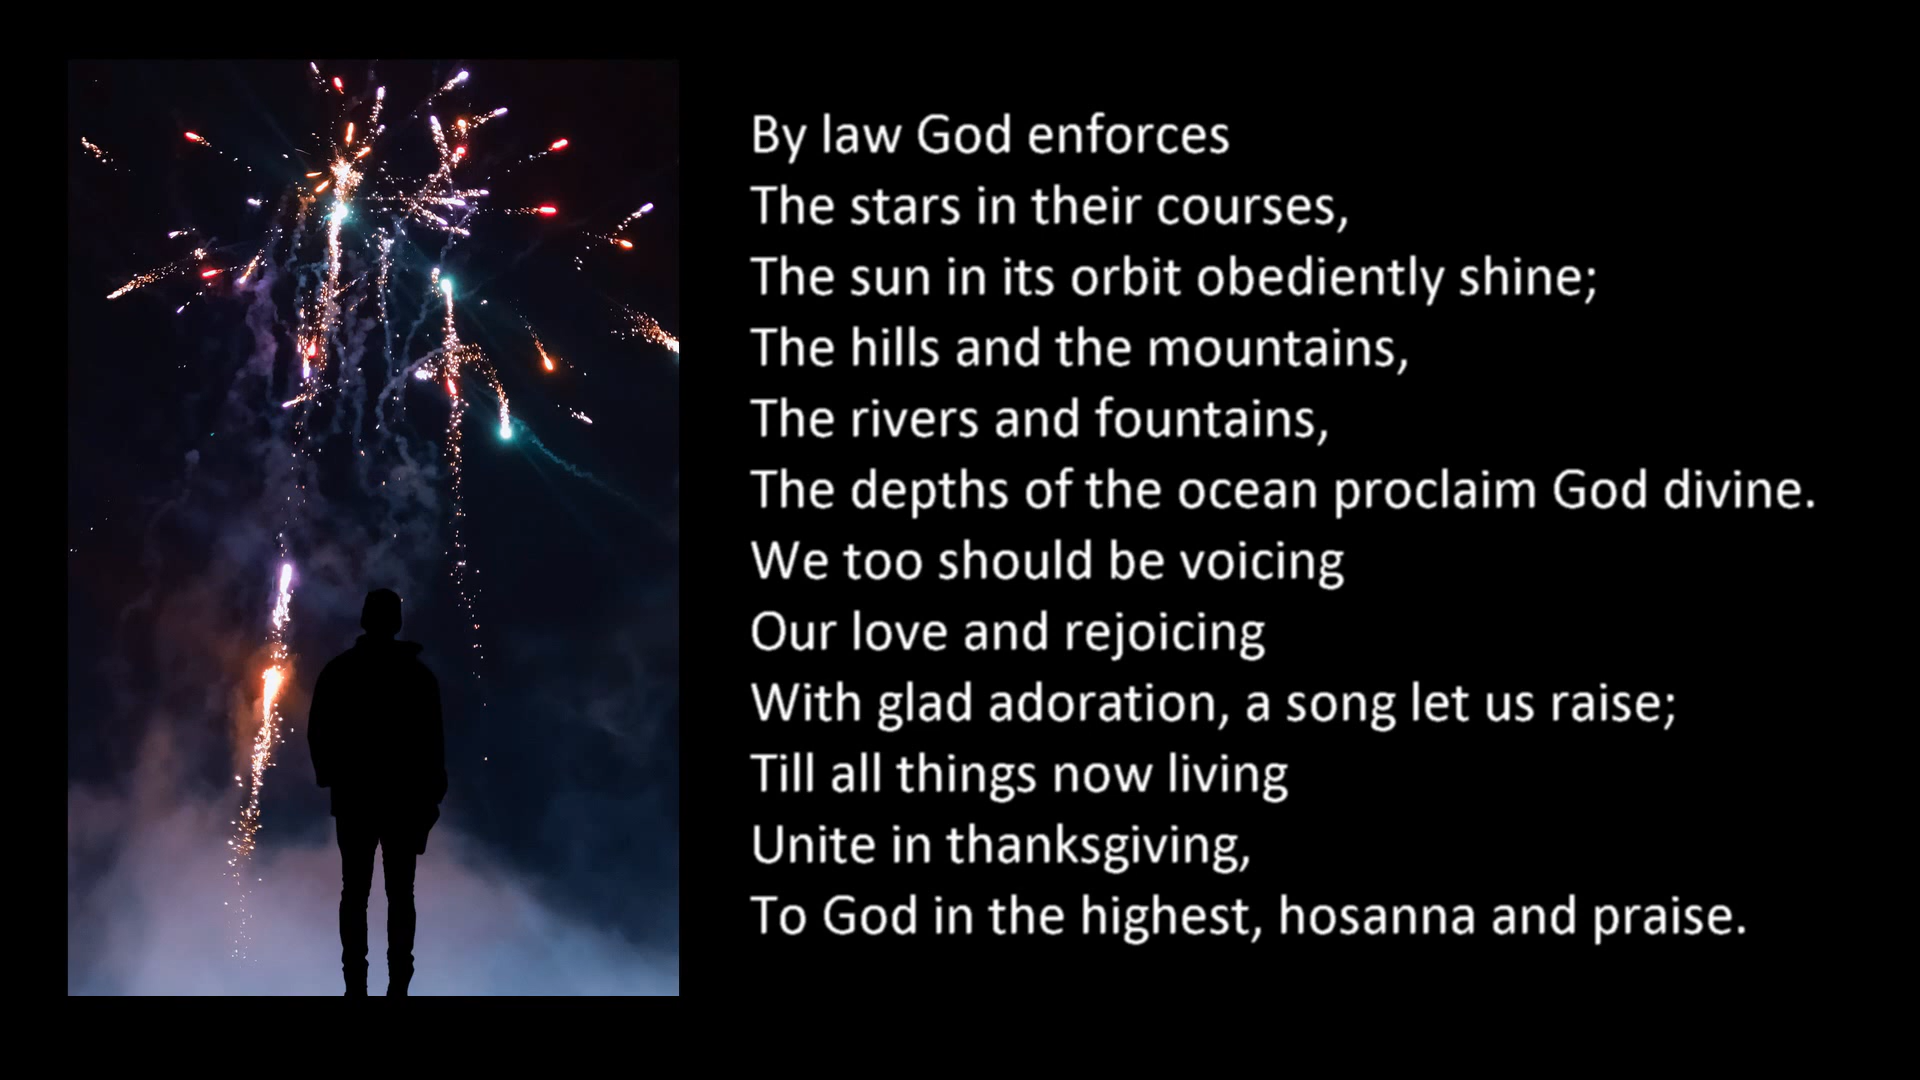 By law God enforces
The stars in their courses,
The sun in its orbit obediently shine;
The hills and the mountains,
The rivers and fountains,
The depths of the ocean proclaim God divine.
We too should be voicing
Our love and rejoicing
With glad adoration, a song let us raise;
Till all things now living
Unite in thanksgiving,
To God in the highest, hosanna and praise.